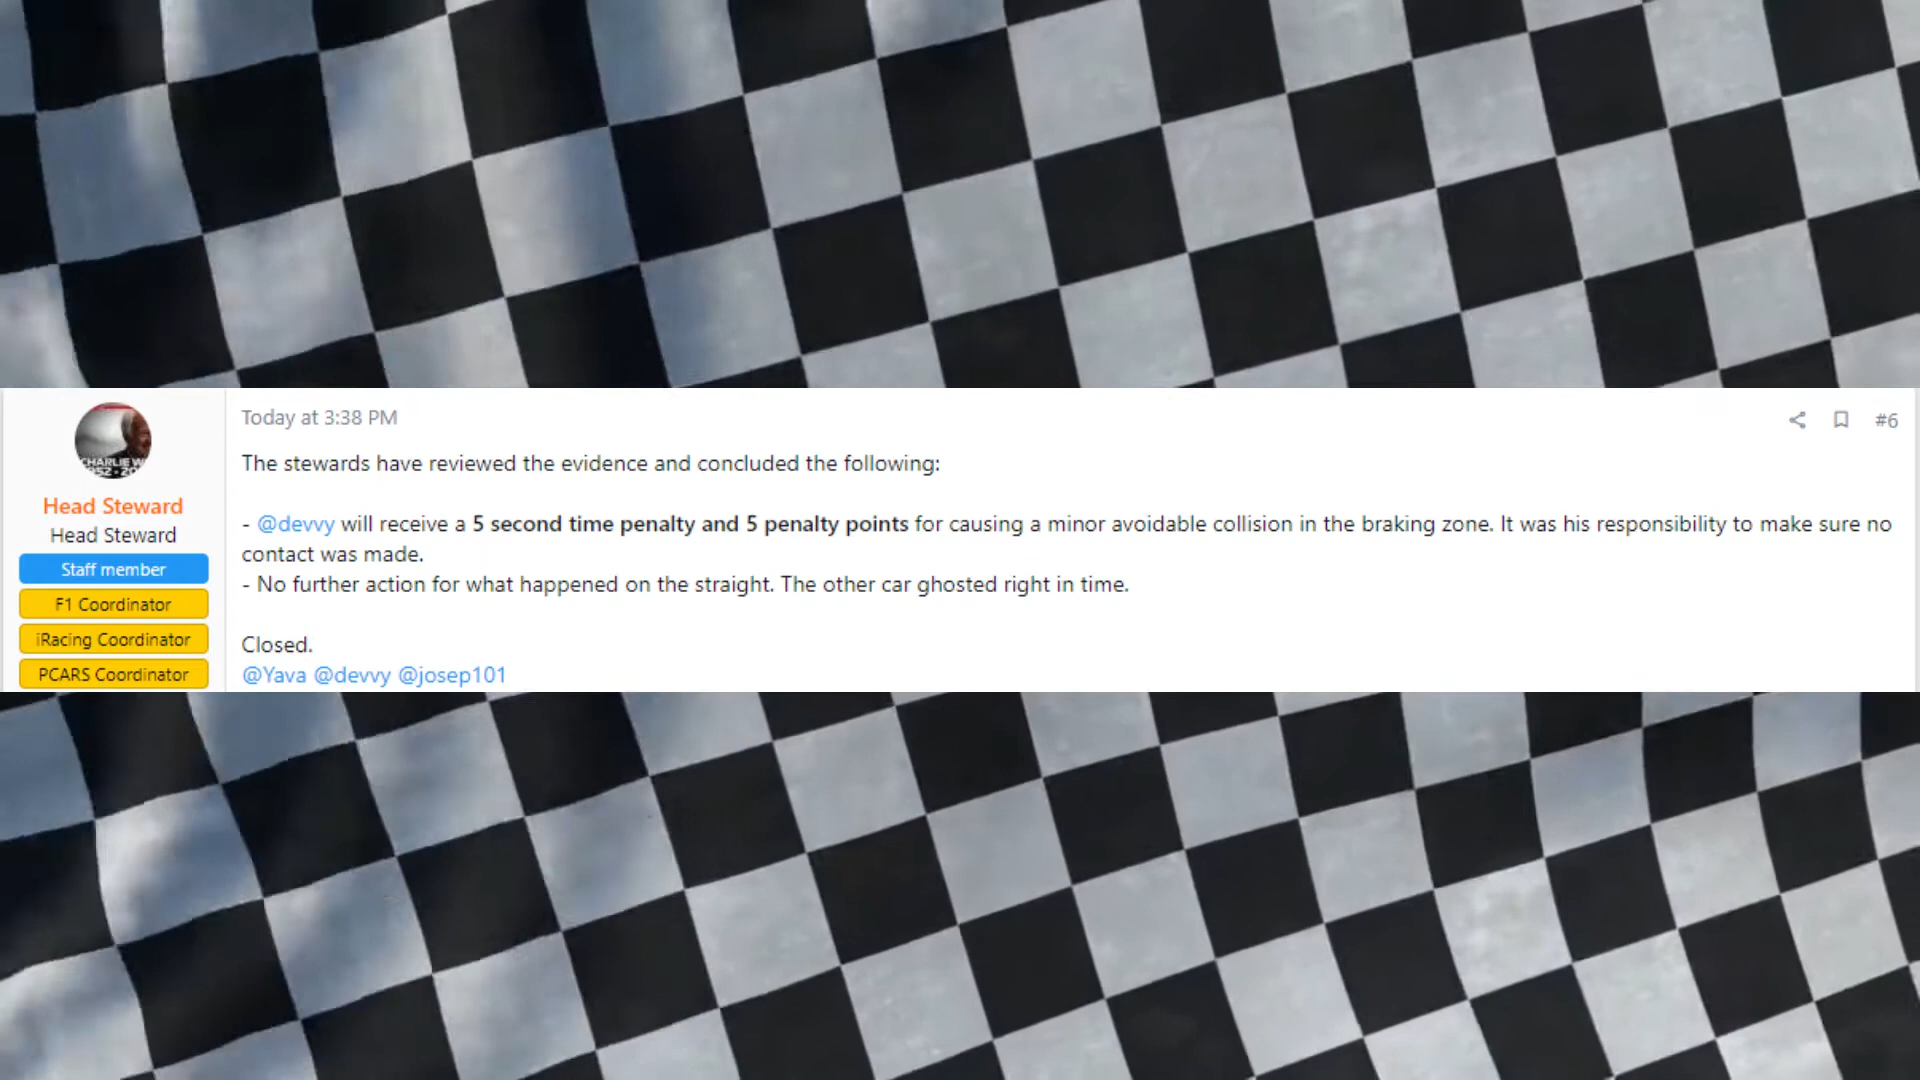 Today at 3:38 PM
#6
CHARLIE W
The stewards have reviewed the evidence and concluded the following:
Head Steward
Head Steward
- @devvy will receive a 5 second time penalty and 5 penalty points for causing a minor avoidable collision in the braking zone. It was his responsibility to make sure no
contact was made.
Staff member
- No further action for what happened on the straight. The other car ghosted right in time.
F1 Coordinator
iRacing Coordinator
Closed.
PCARS Coordinator
@Yava @devvy @josep101